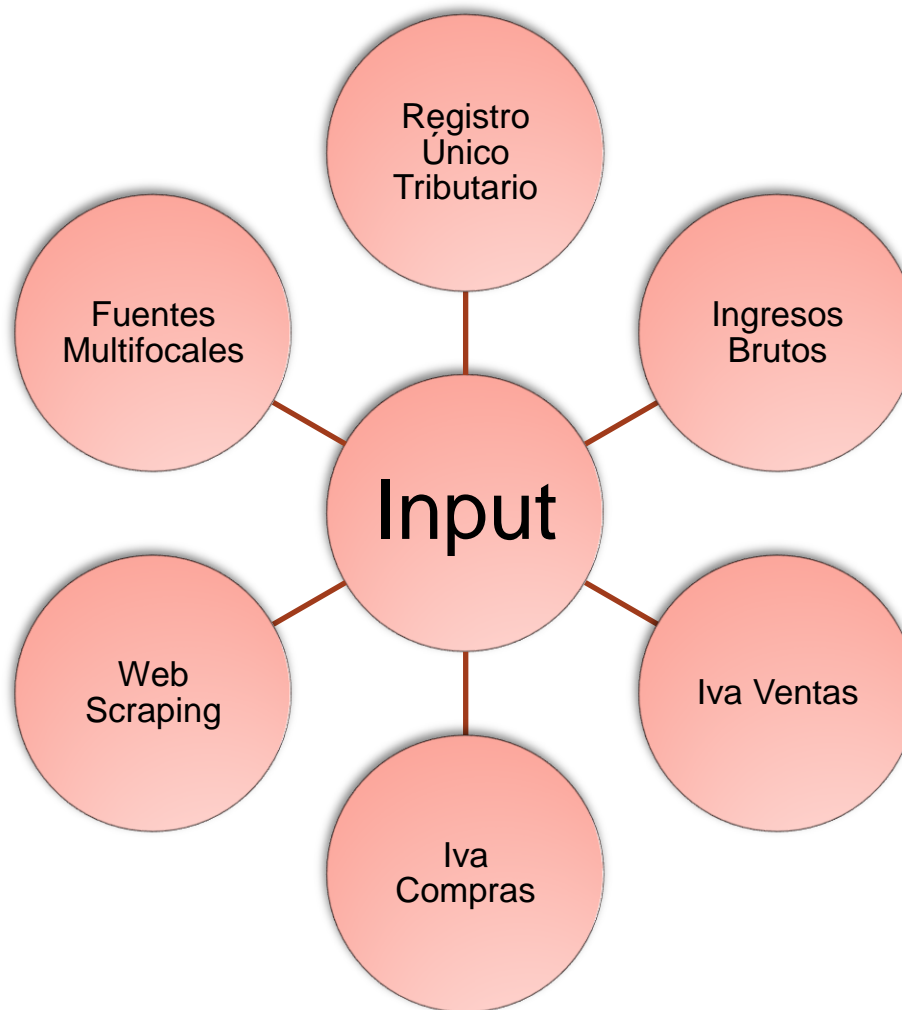 Registro
Único
Tributario
Fuentes
Multifocales
Ingresos
Brutos
Input
Web
Scraping
Iva Ventas
Iva
Compras